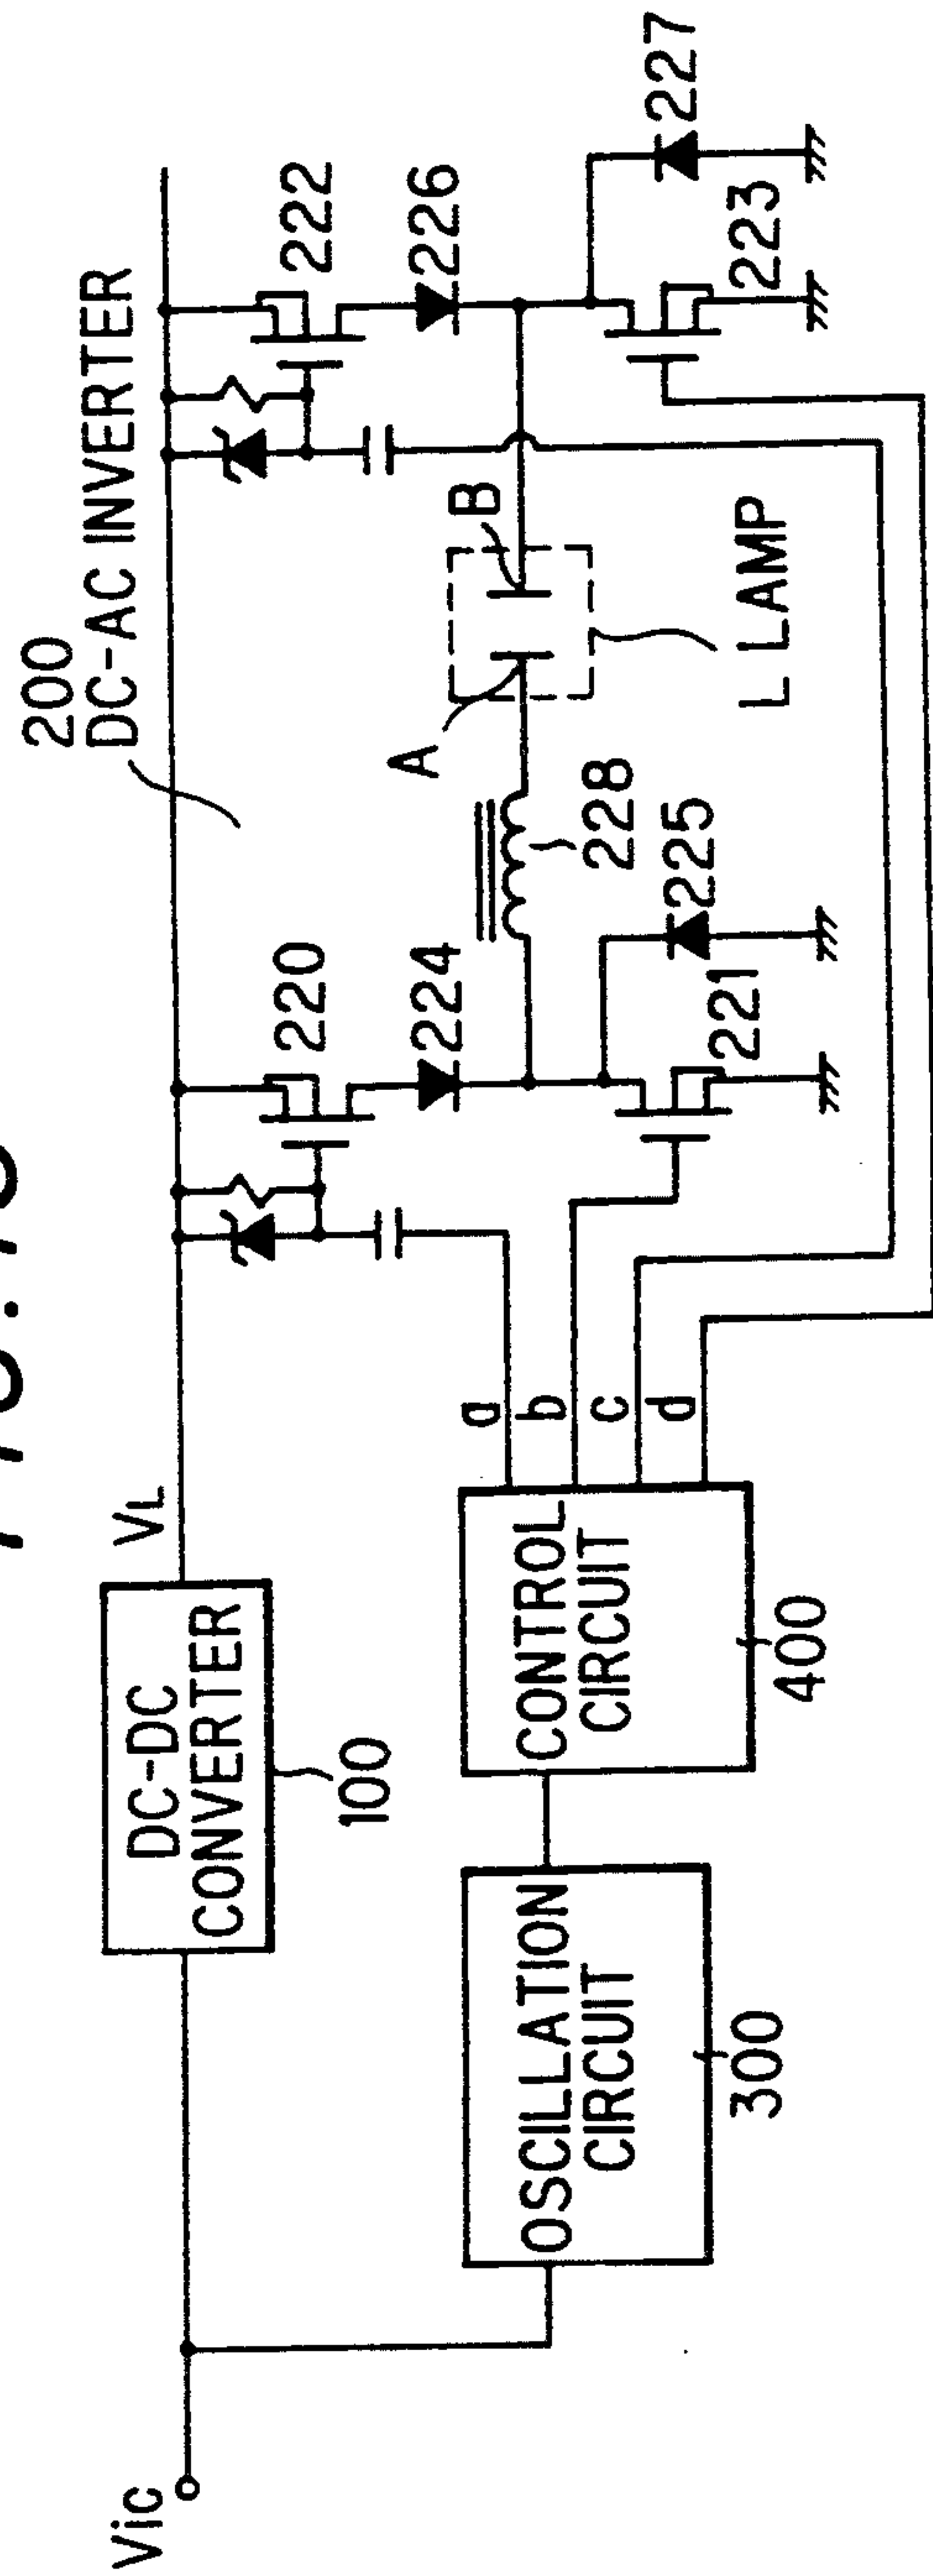 200
DC-AC INVERTER
Vic
DC-DC
CONVERTER
100
VL
220
224
222
226
227
223
A
B
L LAMP
228
225
221
a
b
c
d
OSCILLATION
CIRCUIT
300
CONTROL
CIRCUIT
400